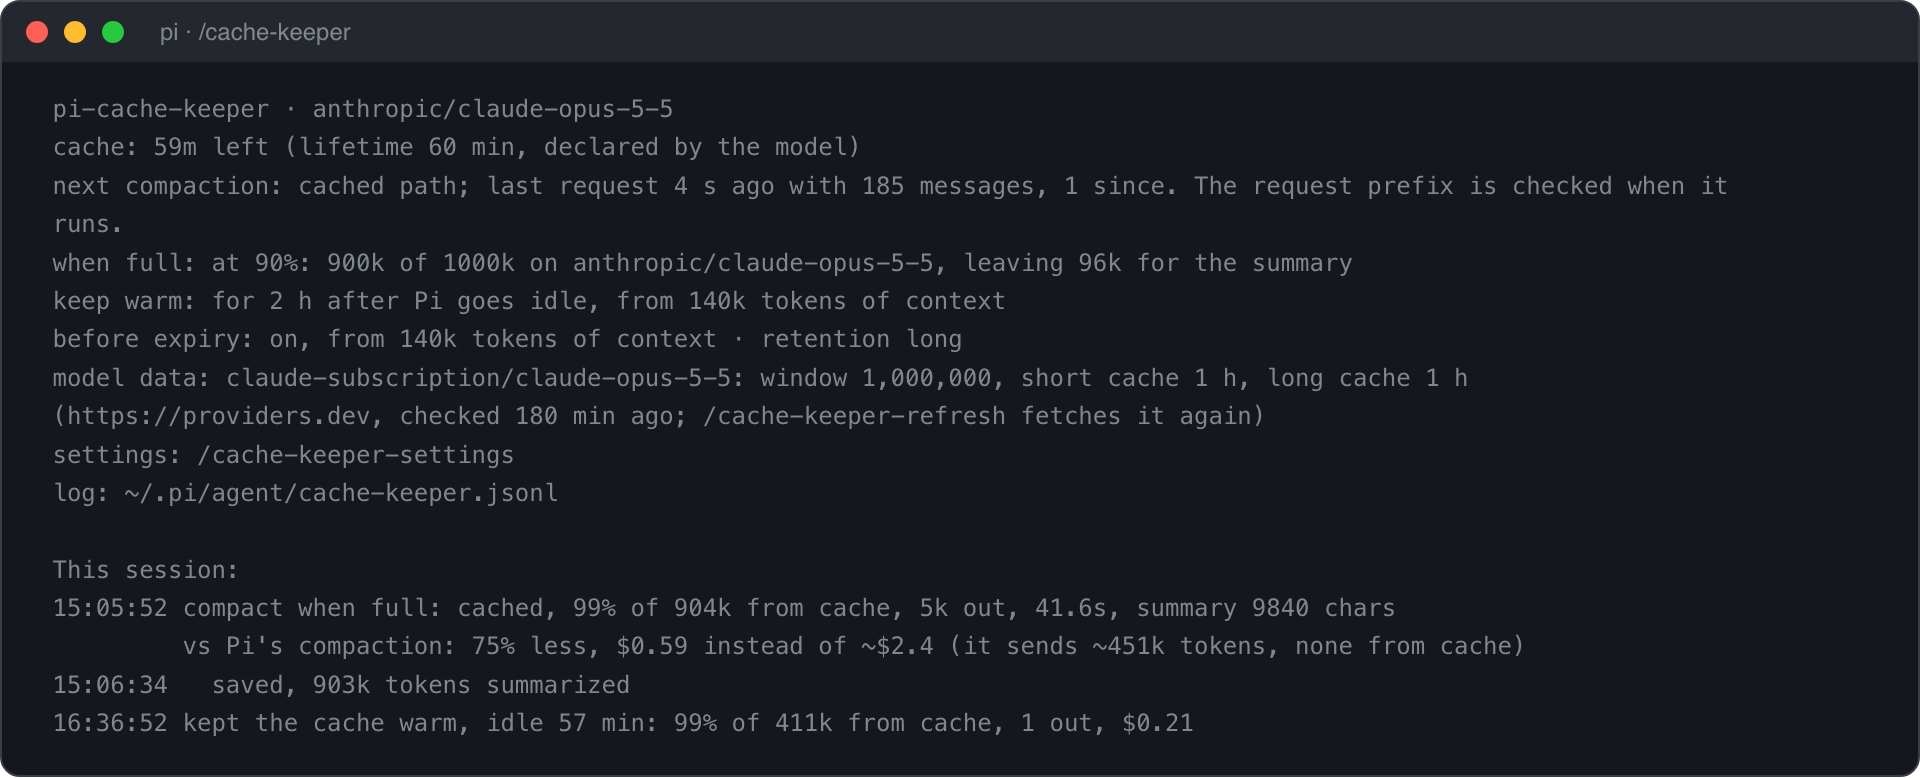 pi · /cache-keeper
pi-cache-keeper · anthropic/claude-opus-5-5
cache: 59m left (lifetime 60 min, declared by the model)
next compaction: cached path; last request 4 s ago with 185 messages, 1 since. The request prefix is checked when it
runs.
when full: at 90%: 900k of 1000k on anthropic/claude-opus-5-5, leaving 96k for the summary
keep warm: for 2 h after Pi goes idle, from 140k tokens of context
before expiry: on, from 140k tokens of context · retention long
model data: claude-subscription/claude-opus-5-5: window 1,000,000, short cache 1 h, long cache 1 h
(https://providers.dev, checked 180 min ago; /cache-keeper-refresh fetches it again)
settings: /cache-keeper-settings
log: ~/.pi/agent/cache-keeper.jsonl
This session:
15:05:52 compact when full: cached, 99% of 904k from cache, 5k out, 41.6s, summary 9840 chars
vs Pi's compaction: 75% less, $0.59 instead of ~$2.4 (it sends ~451k tokens, none from cache)
15:06:34   saved, 903k tokens summarized
16:36:52 kept the cache warm, idle 57 min: 99% of 411k from cache, 1 out, $0.21